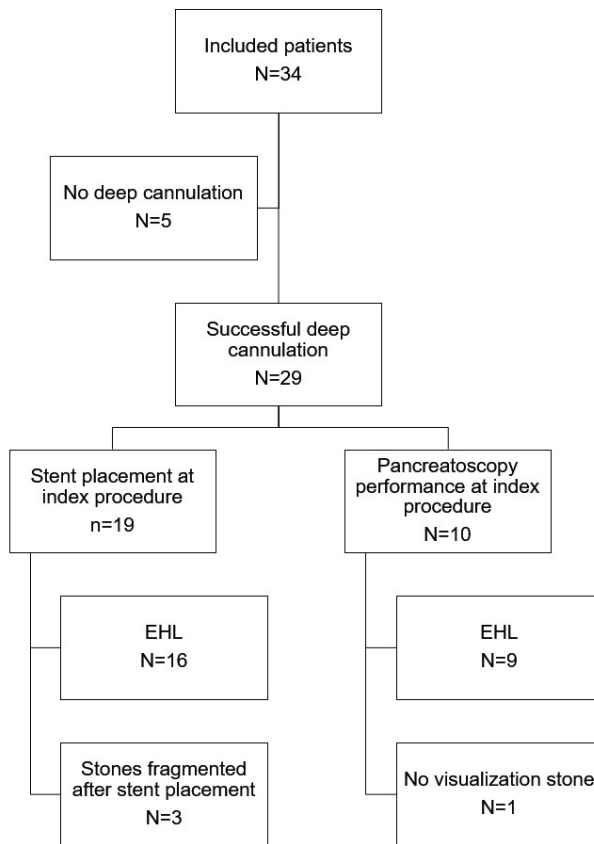 Included patients
N=34
No deep cannulation
N=5
Successful deep
cannulation
N=29
Stent placement at
index procedure
n=19
Pancreatoscopy
performance at index
procedure
N=10
EHL
N=16
EHL
N=9
Stones fragmented
after stent placement
N=3
No visualization stone
N=1